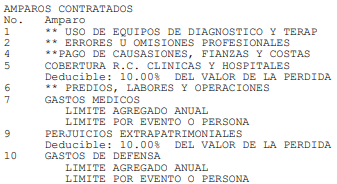 AMPAROS CONTRATADOS
No. Amparo
1 ** USO DE EQUIPOS DE DIAGNOSTICO Y TERAP
2 ** ERRORES U OMISIONES PROFESIONALES
4 **PAGO DE CAUSASIONES, FIANZAS Y COSTAS
5 COBERTURA R.C. CLINICAS Y HOSPITALES
Deducible: 10.00% DEL VALOR DE LA PERDIDA
6 ** PREDIOS, LABORES Y OPERACIONES
7 GASTOS MEDICOS
LIMITE AGREGADO ANUAL
LIMITE POR EVENTO O PERSONA
9 PERJUICIOS EXTRAPATRIMONIALES
Deducible: 10.00% DEL VALOR DE LA PERDIDA
10 GASTOS DE DEFENSA
LIMITE AGREGADO ANUAL
LIMITE POR EVENTO O PERSONA